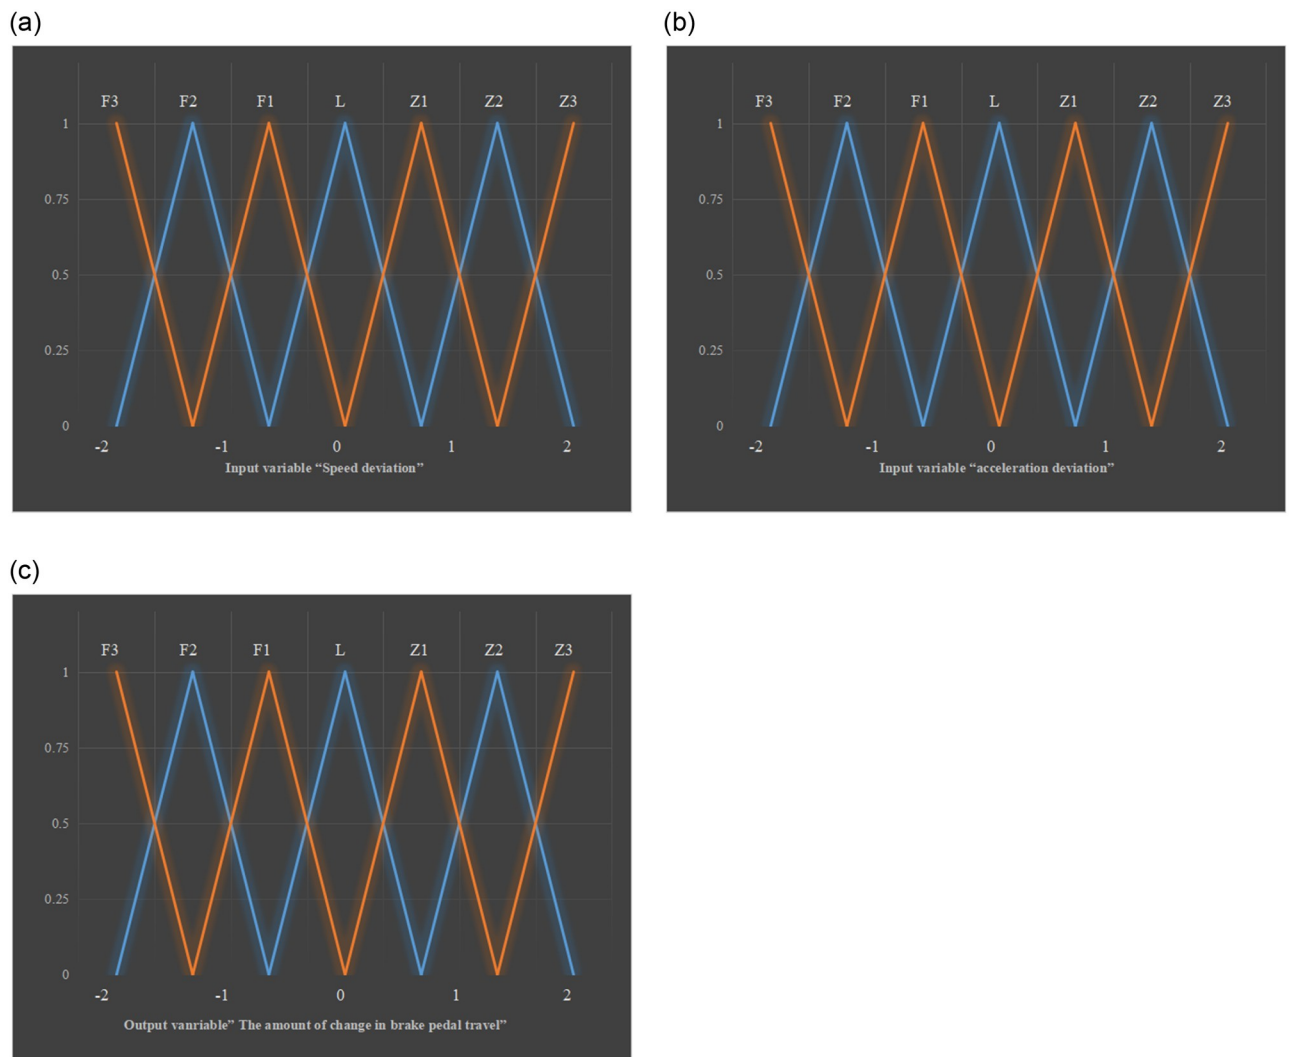 (a)
F3 F2 F1 L Z1 Z2 Z3
1
0.75
0.5
0.25
0
-2 -1 0 1 2
Input variable “Speed deviation”
(b)
F3 F2 F1 L Z1 Z2 Z3
1
0.75
0.5
0.25
0
-2 -1 0 1 2
Input variable “acceleration deviation”
(c)
F3 F2 F1 L Z1 Z2 Z3
1
0.75
0.5
0.25
0
-2 -1 0 1 2
Output vanriable” The amount of change in brake pedal travel”